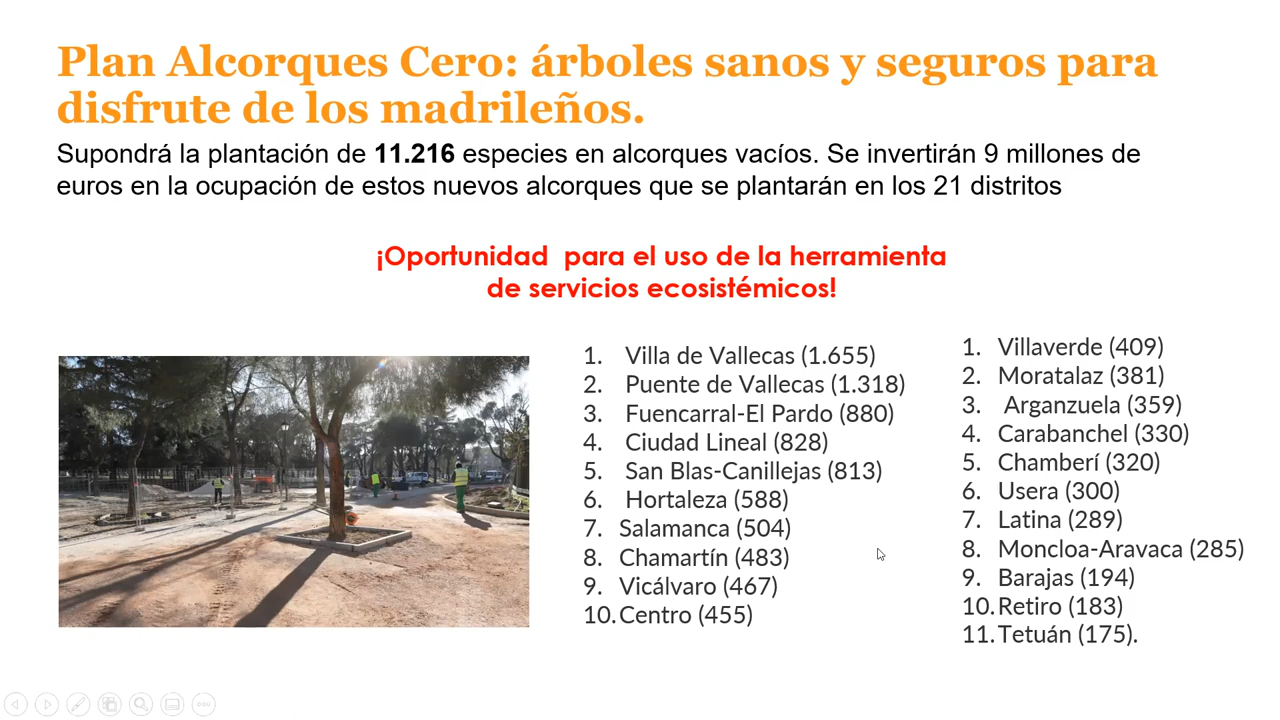 Plan Alcorques Cero: árboles sanos y seguros para
disfrute de los madrileños.
Supondrá la plantación de 11.216 especies en alcorques vacíos. Se invertirán 9 millones de
euros en la ocupación de estos nuevos alcorques que se plantarán en los 21 distritos
¡Oportunidad para el uso de la herramienta
de servicios ecosistémicos!
1. Villa de Vallecas (1.655)
2. Puente de Vallecas (1.318)
3. Fuencarral-El Pardo (880)
4. Ciudad Lineal (828)
5. San Blas-Canillejas (813)
6. Hortaleza (588)
7. Salamanca (504)
8. Chamartín (483)
9. Vicálvaro (467)
10. Centro (455)
1. Villaverde (409)
2. Moratalaz (381)
3. Arganzuela (359)
4. Carabanchel (330)
5. Chamberí (320)
6. Usera (300)
7. Latina (289)
8. Moncloa-Aravaca (285)
9. Barajas (194)
10. Retiro (183)
11. Tetuán (175).